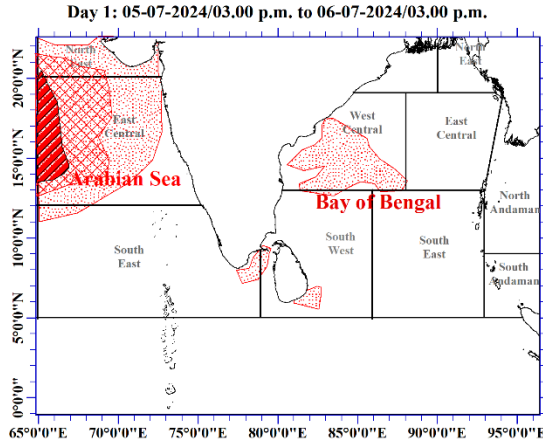 Day 1: 05-07-2024/03.00 p.m. to 06-07-2024/03.00 p.m.
20°0'0"N
15°0'0"N
10°0'0"N
5°0'0"N
0°0'0"
North
East
East
Central
Arabian Sea
South
East
West
Central
East
Central
North
East
Bay of Bengal
South
West
South
East
North
Andaman
South
Andaman
65°0'0"E 70°0'0"E 75°0'0"E 80°0'0"E 85°0'0"E 90°0'0"E 95°0'0"E